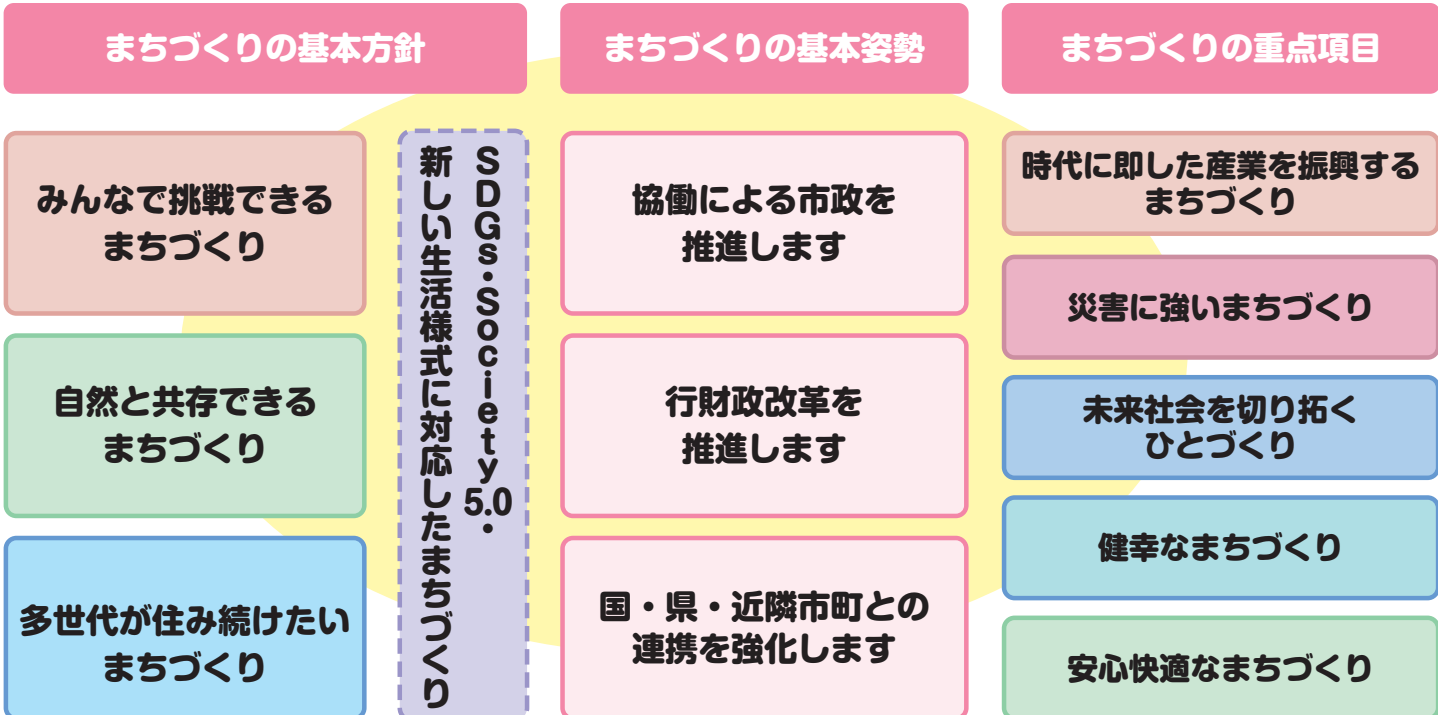 まちづくりの基本方針
みんなで挑戦できる
まちづくり
自然と共存できる
まちづくり
多世代が住み続けたい
まちづくり
SDGs・Society5.0・
新しい生活様式に対応したまちづくり
まちづくりの基本姿勢
協働による市政を
推進します
行財政改革を
推進します
国・県・近隣市町との
連携を強化します
まちづくりの重点項目
時代に即した産業を振興する
まちづくり
災害に強いまちづくり
未来社会を切り拓く
ひとづくり
健幸なまちづくり
安心快適なまちづくり